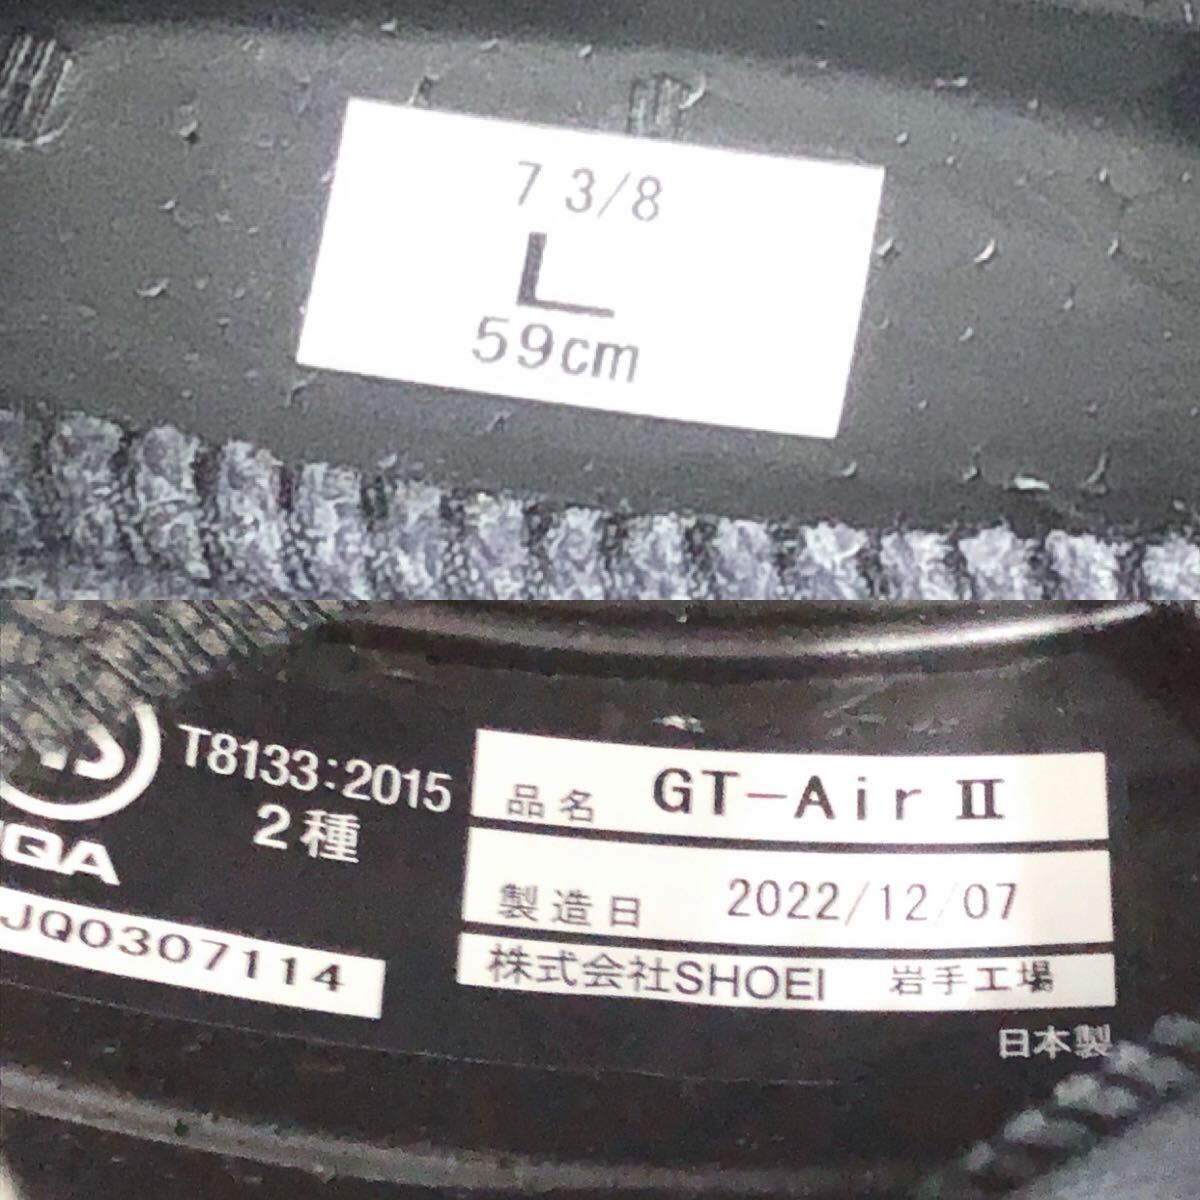 7 3/8
L
59cm
T8133:2015
2種
JQA
JQ0307114
品名 GT-Air II
製造日 2022/12/07
株式会社SHOEI 岩手工場
日本製